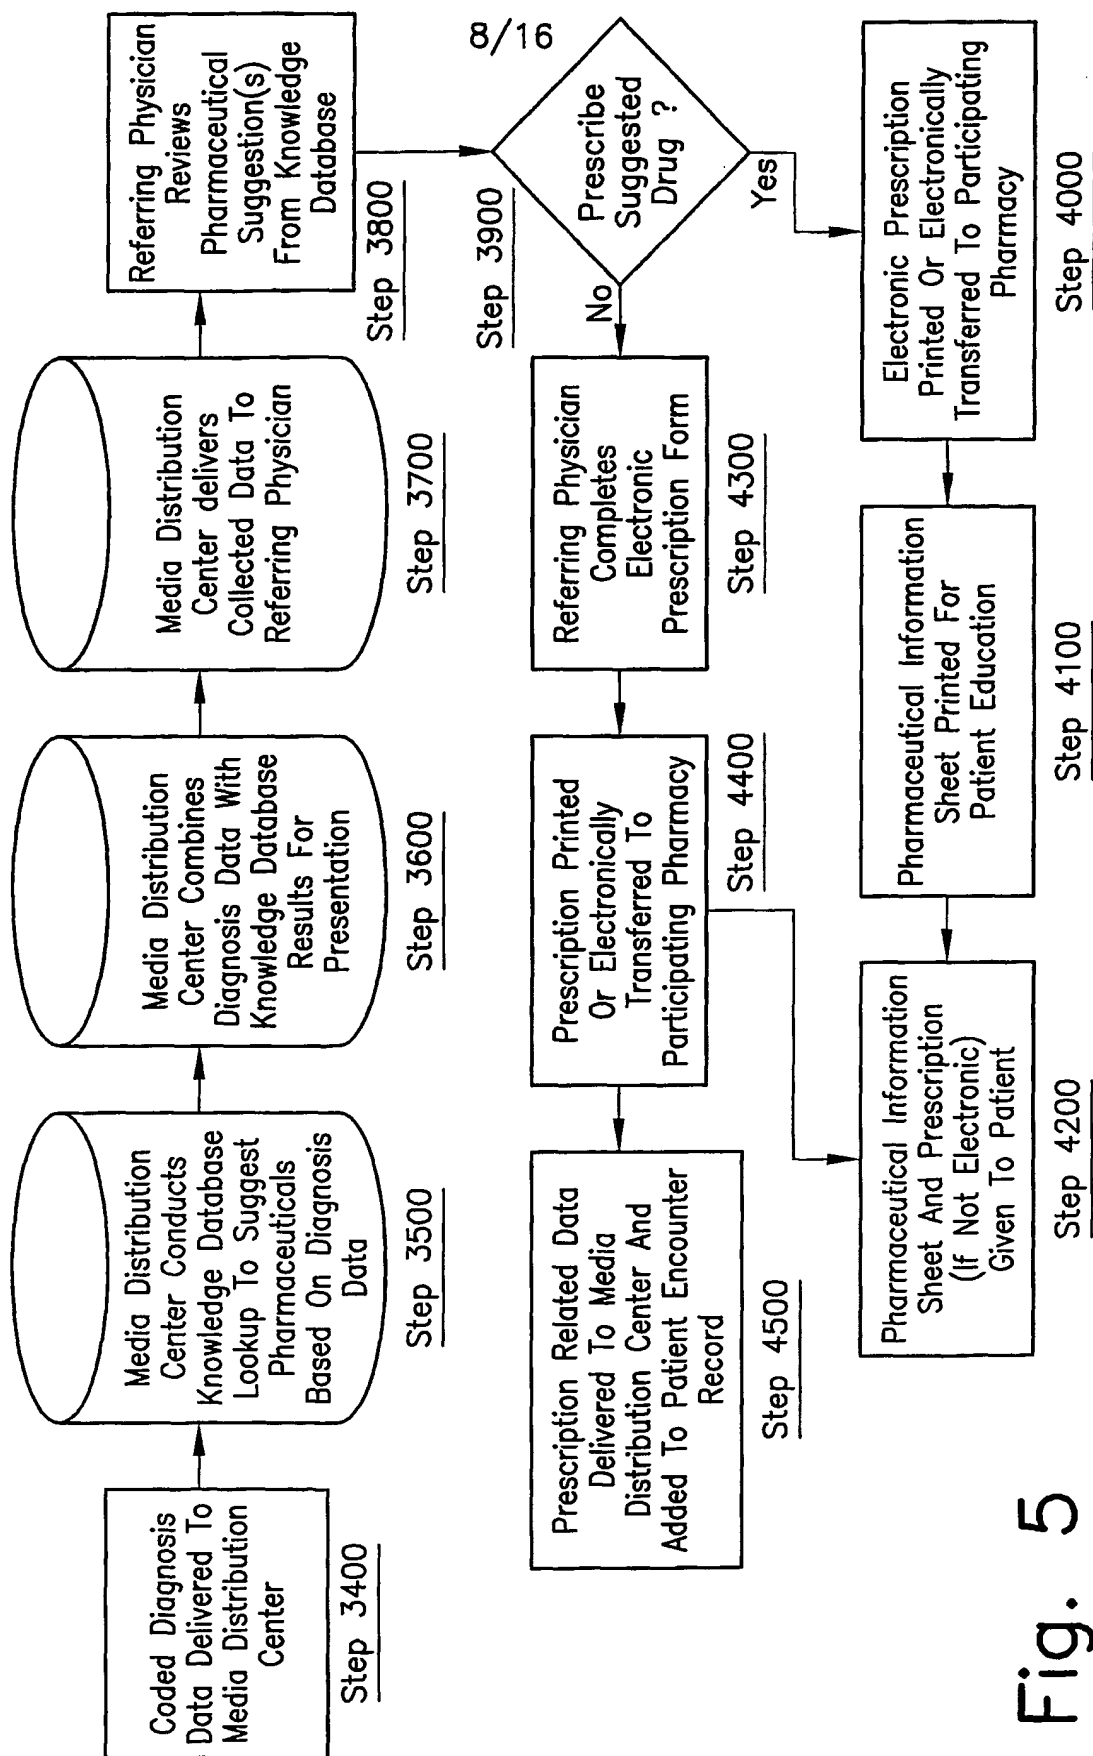 8/16
Coded Diagnosis
Data Delivered To
Media Distribution
Center
Step 3400
Media Distribution
Center Conducts
Knowledge Database
Lookup To Suggest
Pharmaceuticals
Based On Diagnosis
Data
Step 3500
Media Distribution
Center Combines
Diagnosis Data With
Knowledge Database
Results For
Presentation
Step 3600
Media Distribution
Center delivers
Collected Data To
Referring Physician
Step 3700
Referring Physician
Reviews
Pharmaceutical
Suggestion(s)
From Knowledge
Database
Step 3800
Prescribe
Suggested
Drug ?
Step 3900
No
Yes
Referring Physician
Completes
Electronic
Prescription Form
Step 4300
Prescription Printed
Or Electronically
Transferred To
Participating Pharmacy
Step 4400
Prescription Related Data
Delivered To Media
Distribution Center And
Added To Patient Encounter
Record
Step 4500
Electronic Prescription
Printed Or Electronically
Transferred To Participating
Pharmacy
Step 4000
Pharmaceutical Information
Sheet Printed For
Patient Education
Step 4100
Pharmaceutical Information
Sheet And Prescription
(If Not Electronic)
Given To Patient
Step 4200
Fig. 5